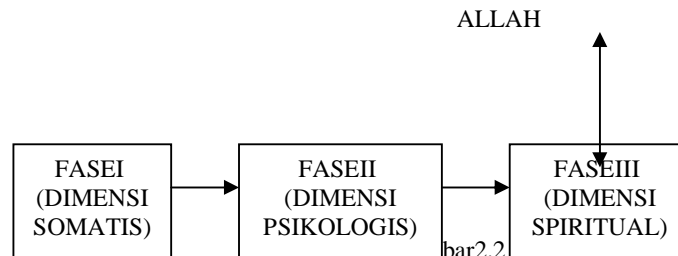 ALLAH
FASEI
(DIMENSI
SOMATIS)
FASEII
(DIMENSI
PSIKOLOGIS)
bar2.2
FASEIII
(DIMENSI
SPIRITUAL)